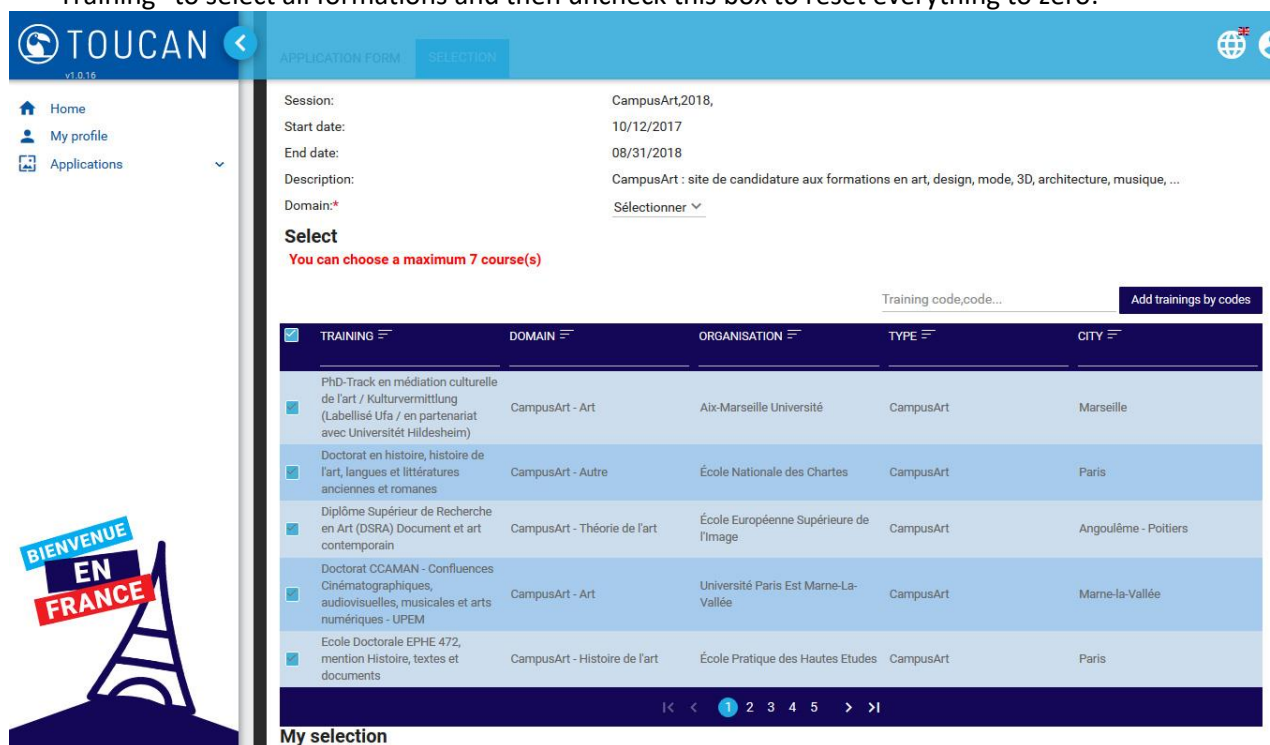 "Training" to select all formations and then uncheck this box to reset everything to zero.
TOUCAN
v1.0.16
APPLICATION FORM SELECTION
Home
My profile
Applications
Session: CampusArt,2018,
Start date: 10/12/2017
End date: 08/31/2018
Description: CampusArt : site de candidature aux formations en art, design, mode, 3D, architecture, musique, ...
Domain:* Sélectionner
Select
You can choose a maximum 7 course(s)
Training code,code... Add trainings by codes
TRAINING DOMAIN ORGANISATION TYPE CITY
PhD-Track en médiation culturelle
de l'art / Kulturvermittlung
(Labellisé Ufa / en partenariat
avec Universitét Hildesheim)
CampusArt - Art Aix-Marseille Université CampusArt Marseille
Doctorat en histoire, histoire de
l'art, langues et littératures
anciennes et romanes
CampusArt - Autre École Nationale des Chartes CampusArt Paris
Diplôme Supérieur de Recherche
en Art (DSRA) Document et art
contemporain
CampusArt - Théorie de l'art
École Européenne Supérieure de
l'Image
CampusArt Angoulême - Poitiers
Doctorat CCAMAN - Confluences
Cinématographiques,
audiovisuelles, musicales et arts
numériques - UPEM
CampusArt - Art
Université Paris Est Marne-La-
Vallée
CampusArt Marne-la-Vallée
Ecole Doctorale EPHE 472,
mention Histoire, textes et
documents
CampusArt - Histoire de l'art École Pratique des Hautes Etudes CampusArt Paris
1 2 3 4 5
My selection
BIENVENUE
EN
FRANCE